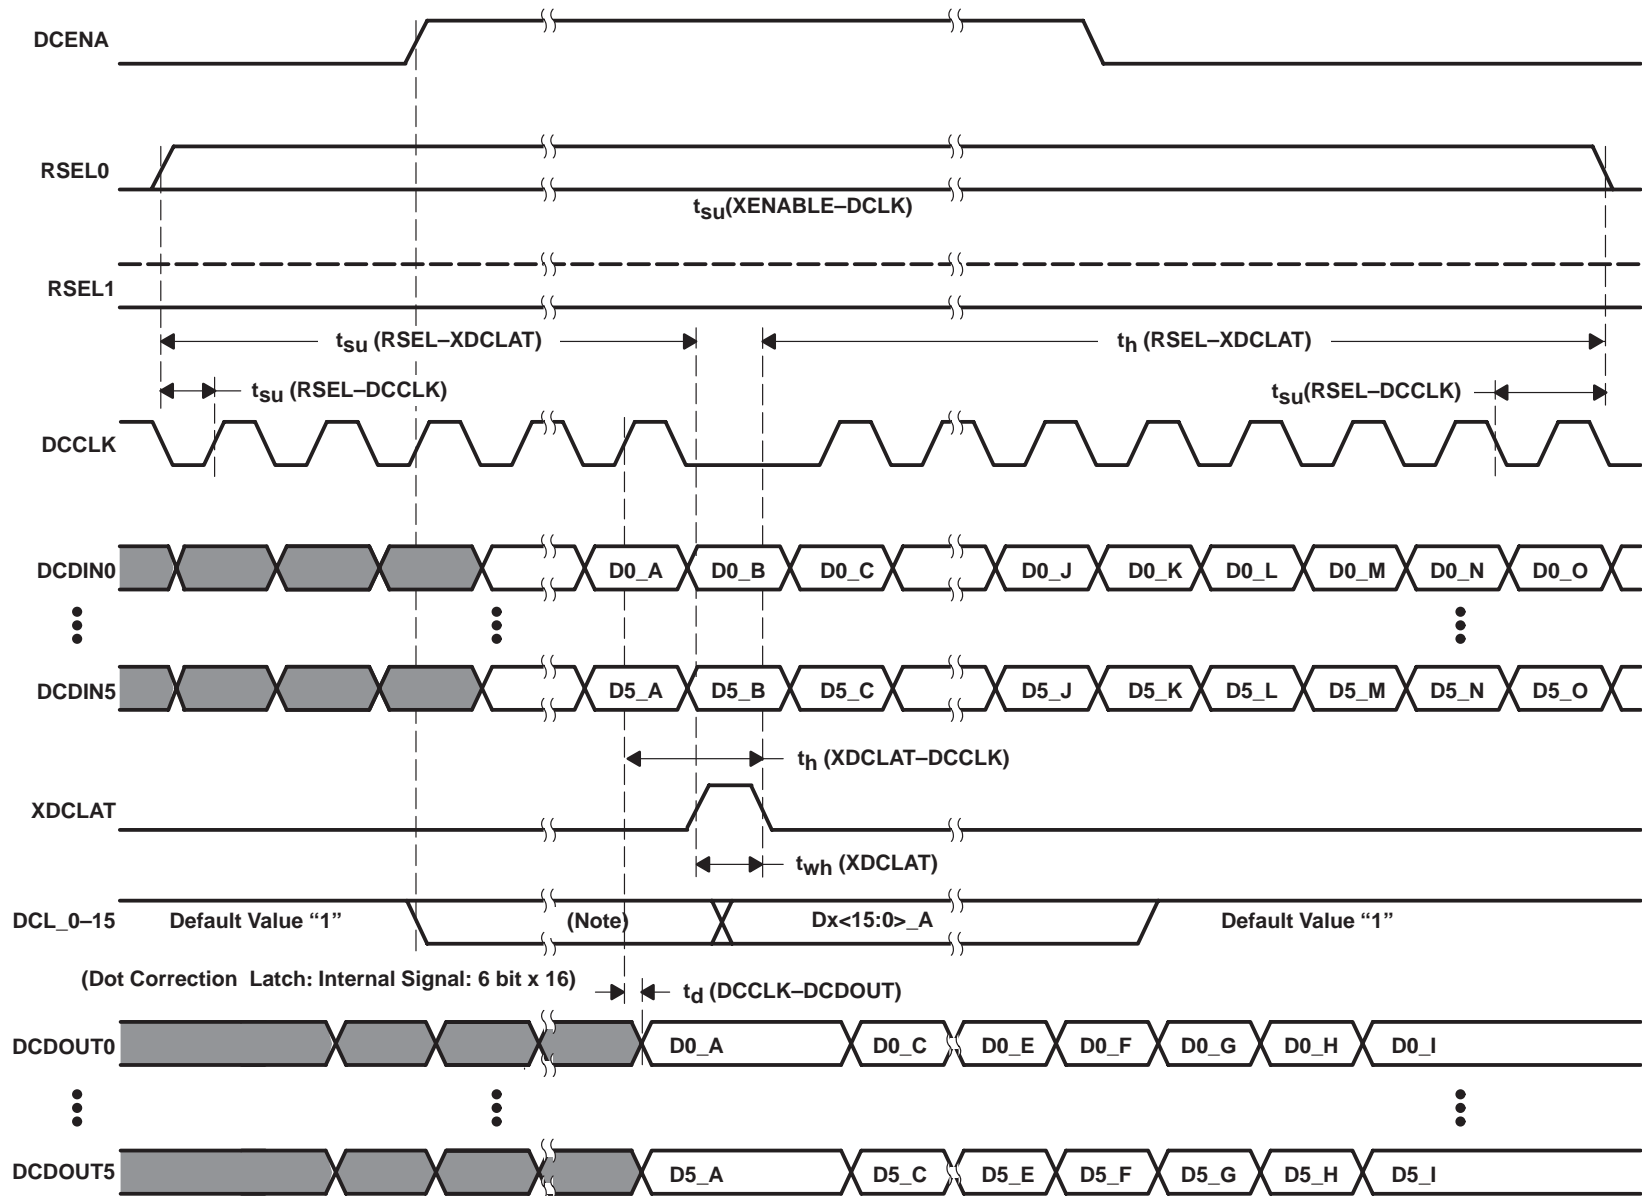 DCENA
RSEL0
tsu(XENABLE–DCLK)
RSEL1
tsu (RSEL–XDCLAT)
th (RSEL–XDCLAT)
tsu (RSEL–DCCLK)
tsu(RSEL–DCCLK)
DCCLK
DCDIN0 D0_A D0_B D0_C D0_J D0_K D0_L D0_M D0_N D0_O
DCDIN5 D5_A D5_B D5_C D5_J D5_K D5_L D5_M D5_N D5_O
th (XDCLAT–DCCLK)
XDCLAT
twh (XDCLAT)
DCL_0–15 Default Value “1” (Note) Dx<15:0>_A Default Value “1”
(Dot Correction Latch: Internal Signal: 6 bit x 16)
td (DCCLK–DCDOUT)
DCDOUT0 D0_A D0_C D0_E D0_F D0_G D0_H D0_I
DCDOUT5 D5_A D5_C D5_E D5_F D5_G D5_H D5_I